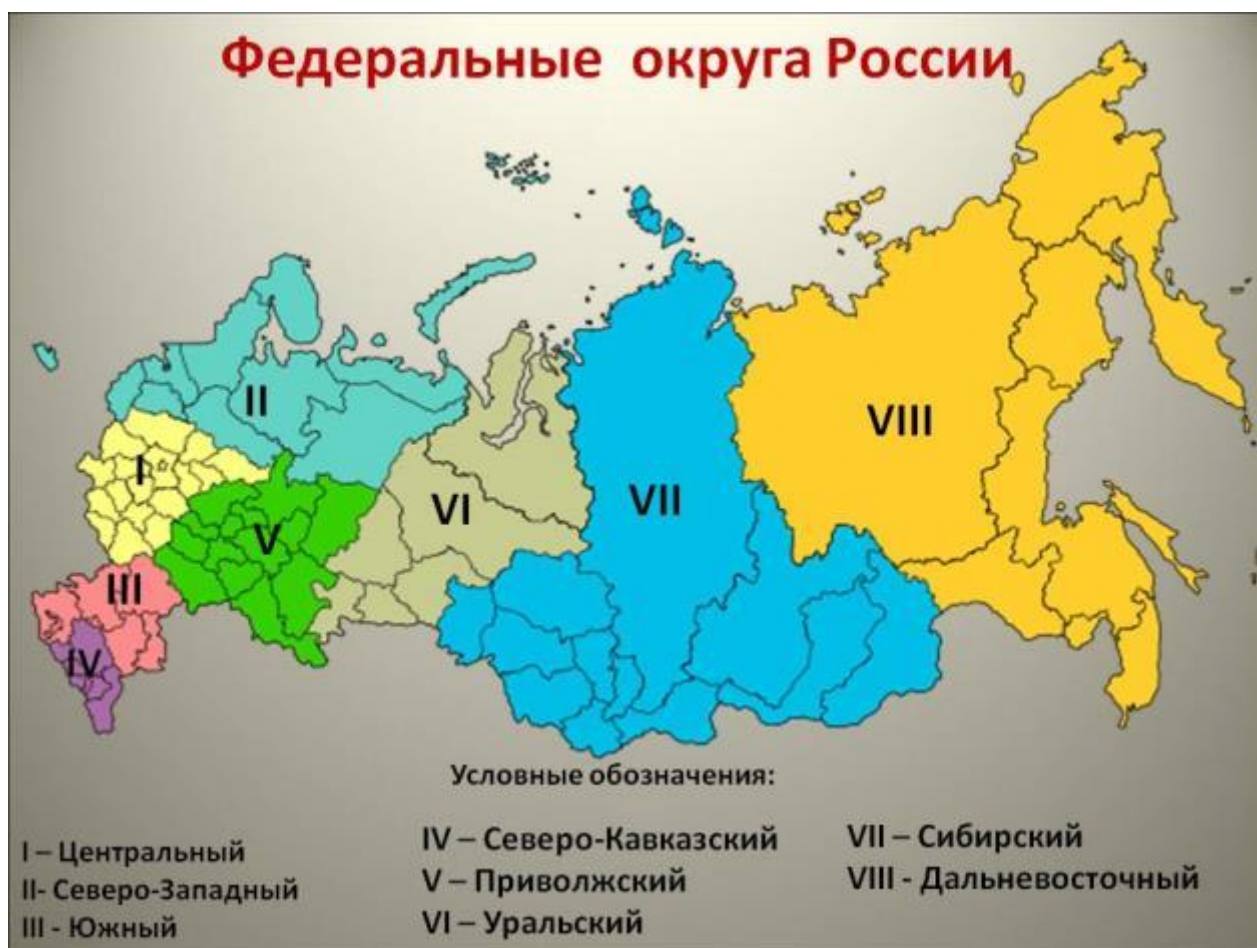 Федеральные округа России
II
VIII
I
VII
VI
V
III
IV
Условные обозначения:
I – Центральный
II- Северо-Западный
III - Южный
IV – Северо-Кавказский
V – Приволжский
VI – Уральский
VII – Сибирский
VIII - Дальневосточный